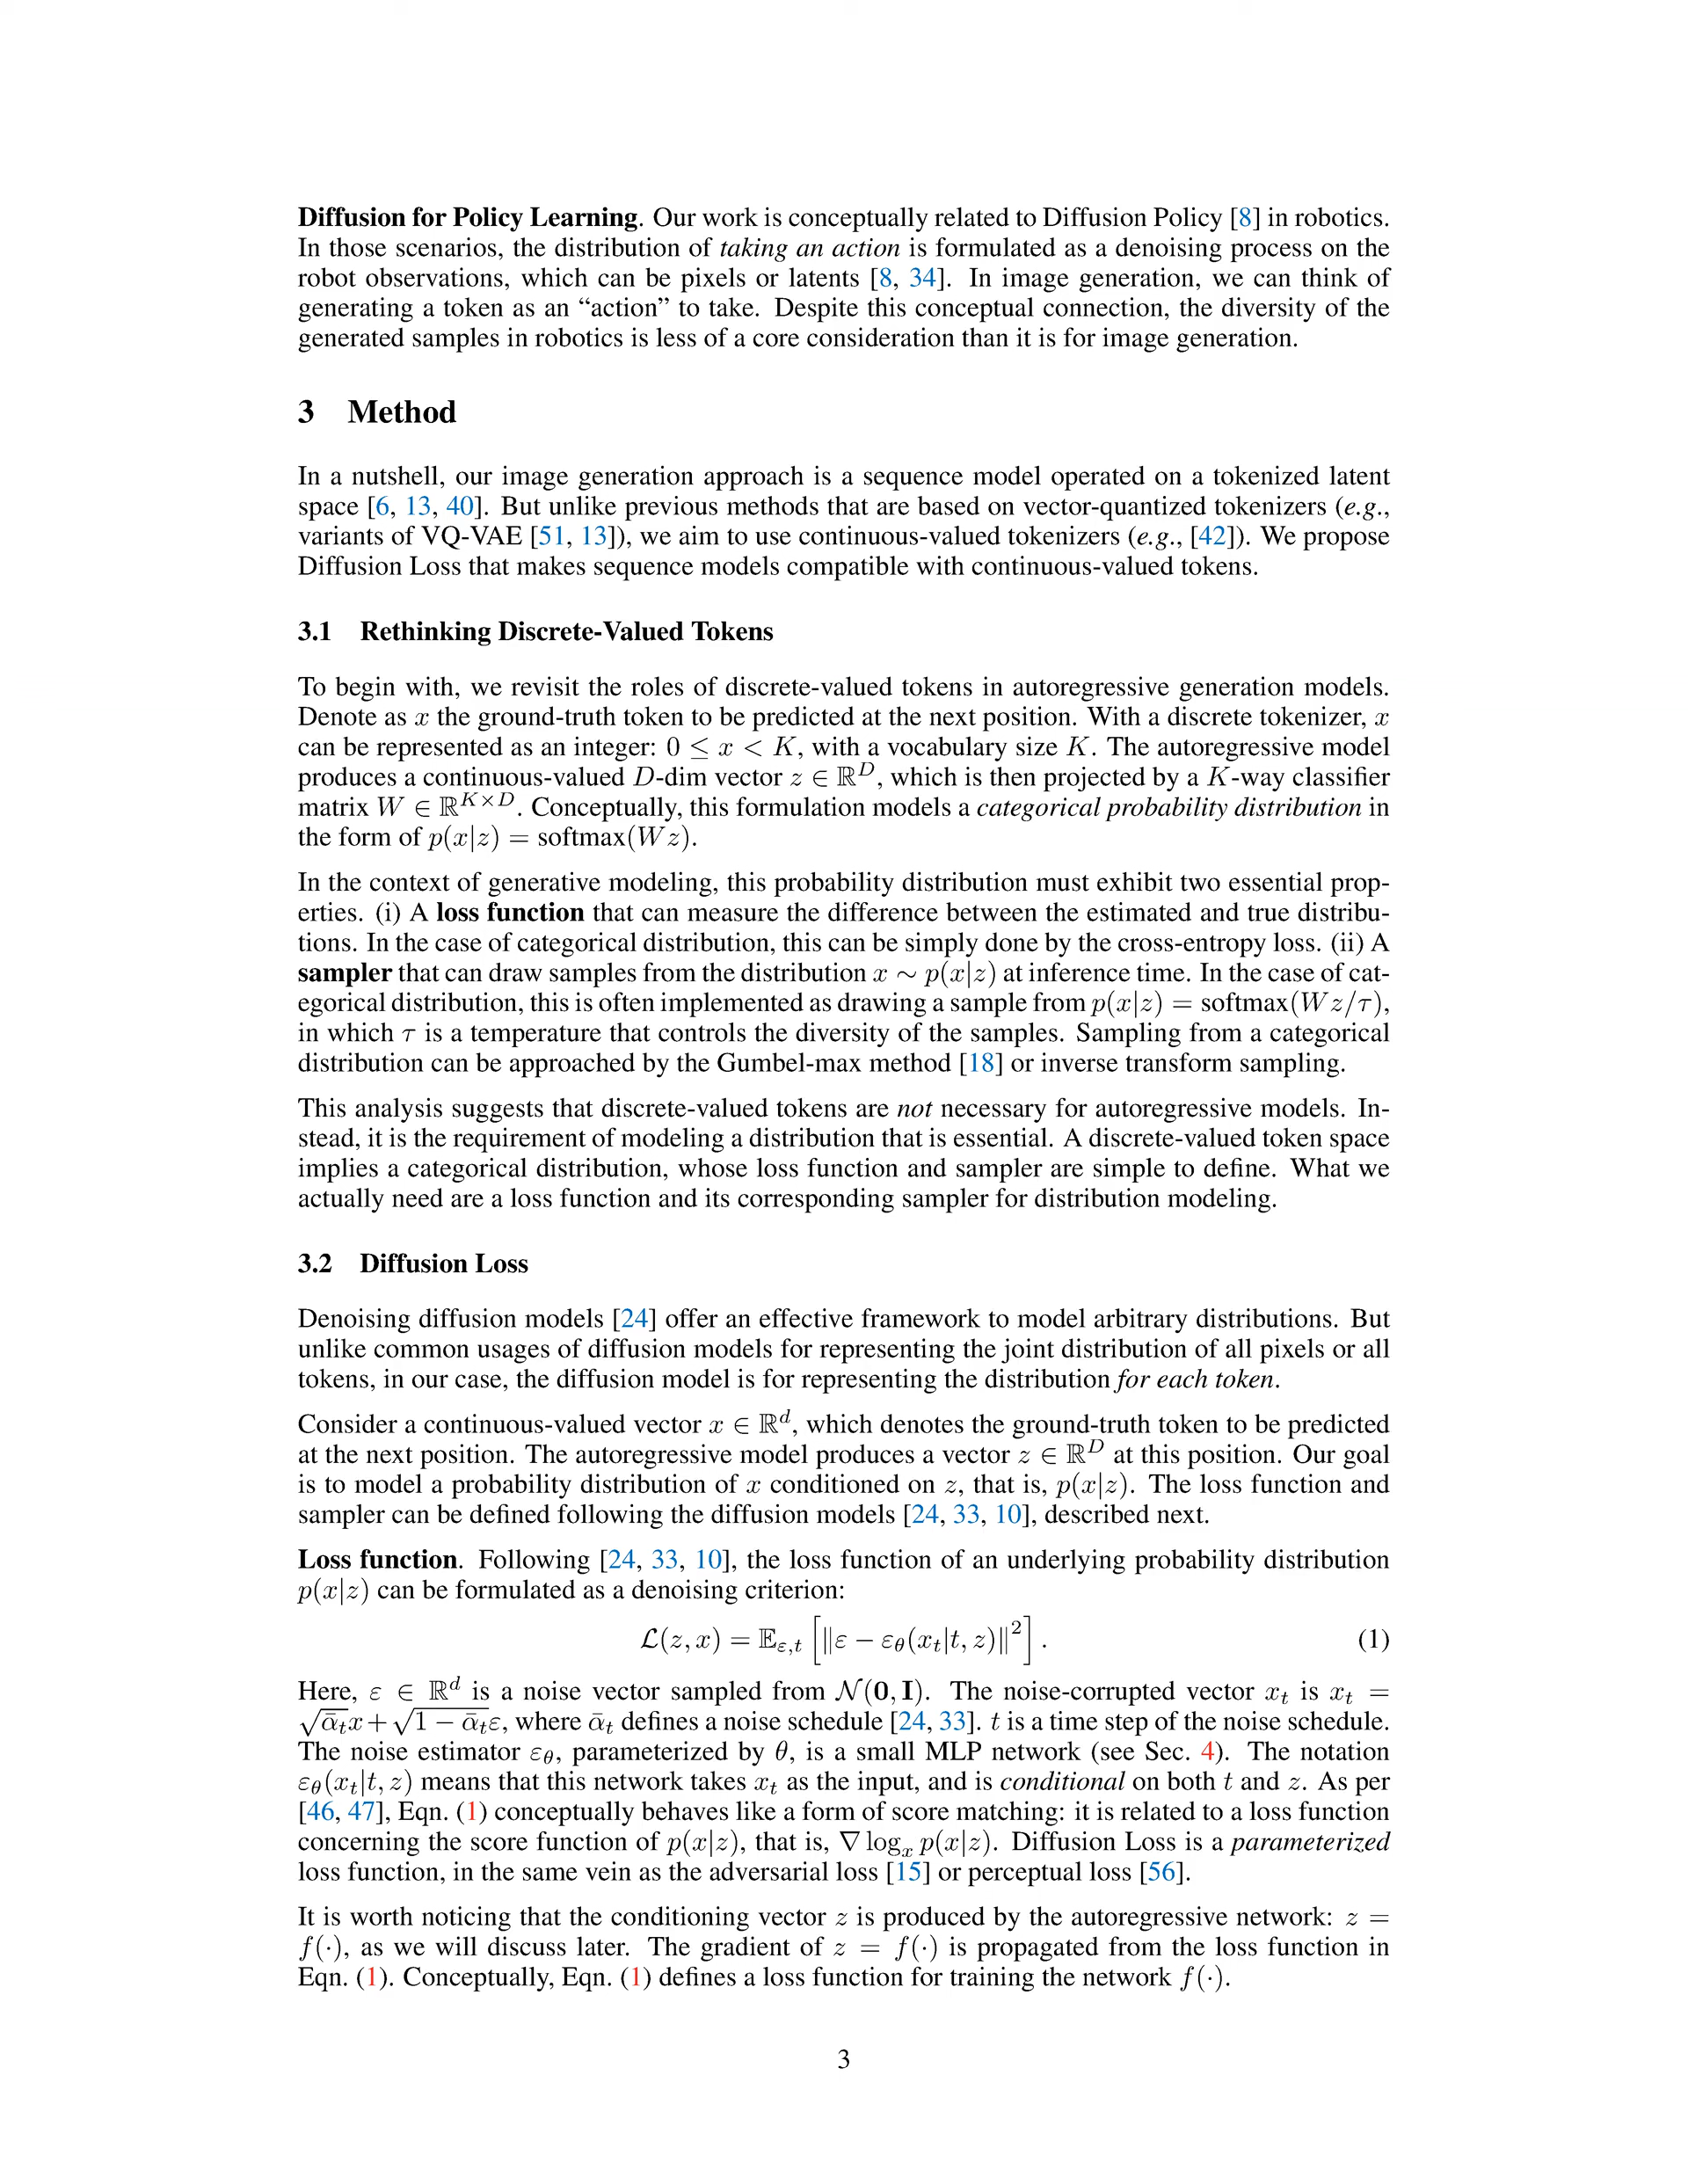 Diffusion for Policy Learning. Our work is conceptually related to Diffusion Policy [8] in robotics.
In those scenarios, the distribution of taking an action is formulated as a denoising process on the
robot observations, which can be pixels or latents [8, 34]. In image generation, we can think of
generating a token as an “action” to take. Despite this conceptual connection, the diversity of the
generated samples in robotics is less of a core consideration than it is for image generation.
3 Method
In a nutshell, our image generation approach is a sequence model operated on a tokenized latent
space [6, 13, 40]. But unlike previous methods that are based on vector-quantized tokenizers (e.g.,
variants of VQ-VAE [51, 13]), we aim to use continuous-valued tokenizers (e.g., [42]). We propose
Diffusion Loss that makes sequence models compatible with continuous-valued tokens.
3.1 Rethinking Discrete-Valued Tokens
To begin with, we revisit the roles of discrete-valued tokens in autoregressive generation models.
Denote as x the ground-truth token to be predicted at the next position. With a discrete tokenizer, x
can be represented as an integer: 0 ≤ x < K, with a vocabulary size K. The autoregressive model
produces a continuous-valued D-dim vector z ∈ ℝ^D, which is then projected by a K-way classifier
matrix W ∈ ℝ^{K×D}. Conceptually, this formulation models a categorical probability distribution in
the form of p(x|z) = softmax(Wz).
In the context of generative modeling, this probability distribution must exhibit two essential prop-
erties. (i) A loss function that can measure the difference between the estimated and true distribu-
tions. In the case of categorical distribution, this can be simply done by the cross-entropy loss. (ii) A
sampler that can draw samples from the distribution x ∼ p(x|z) at inference time. In the case of cat-
egorical distribution, this is often implemented as drawing a sample from p(x|z) = softmax(Wz/τ),
in which τ is a temperature that controls the diversity of the samples. Sampling from a categorical
distribution can be approached by the Gumbel-max method [18] or inverse transform sampling.
This analysis suggests that discrete-valued tokens are not necessary for autoregressive models. In-
stead, it is the requirement of modeling a distribution that is essential. A discrete-valued token space
implies a categorical distribution, whose loss function and sampler are simple to define. What we
actually need are a loss function and its corresponding sampler for distribution modeling.
3.2 Diffusion Loss
Denoising diffusion models [24] offer an effective framework to model arbitrary distributions. But
unlike common usages of diffusion models for representing the joint distribution of all pixels or all
tokens, in our case, the diffusion model is for representing the distribution for each token.
Consider a continuous-valued vector x ∈ ℝ^d, which denotes the ground-truth token to be predicted
at the next position. The autoregressive model produces a vector z ∈ ℝ^D at this position. Our goal
is to model a probability distribution of x conditioned on z, that is, p(x|z). The loss function and
sampler can be defined following the diffusion models [24, 33, 10], described next.
Loss function. Following [24, 33, 10], the loss function of an underlying probability distribution
p(x|z) can be formulated as a denoising criterion:
ℒ(z, x) = 𝔼_{ε,t} [‖ε − ε_θ(x_t|t, z)‖²] . (1)
Here, ε ∈ ℝ^d is a noise vector sampled from 𝒩(0, I). The noise-corrupted vector x_t is x_t =
√ᾱ_t x + √(1 − ᾱ_t) ε, where ᾱ_t defines a noise schedule [24, 33]. t is a time step of the noise schedule.
The noise estimator ε_θ, parameterized by θ, is a small MLP network (see Sec. 4). The notation
ε_θ(x_t|t, z) means that this network takes x_t as the input, and is conditional on both t and z. As per
[46, 47], Eqn. (1) conceptually behaves like a form of score matching: it is related to a loss function
concerning the score function of p(x|z), that is, ∇ log_x p(x|z). Diffusion Loss is a parameterized
loss function, in the same vein as the adversarial loss [15] or perceptual loss [56].
It is worth noticing that the conditioning vector z is produced by the autoregressive network: z =
f(·), as we will discuss later. The gradient of z = f(·) is propagated from the loss function in
Eqn. (1). Conceptually, Eqn. (1) defines a loss function for training the network f(·).
3